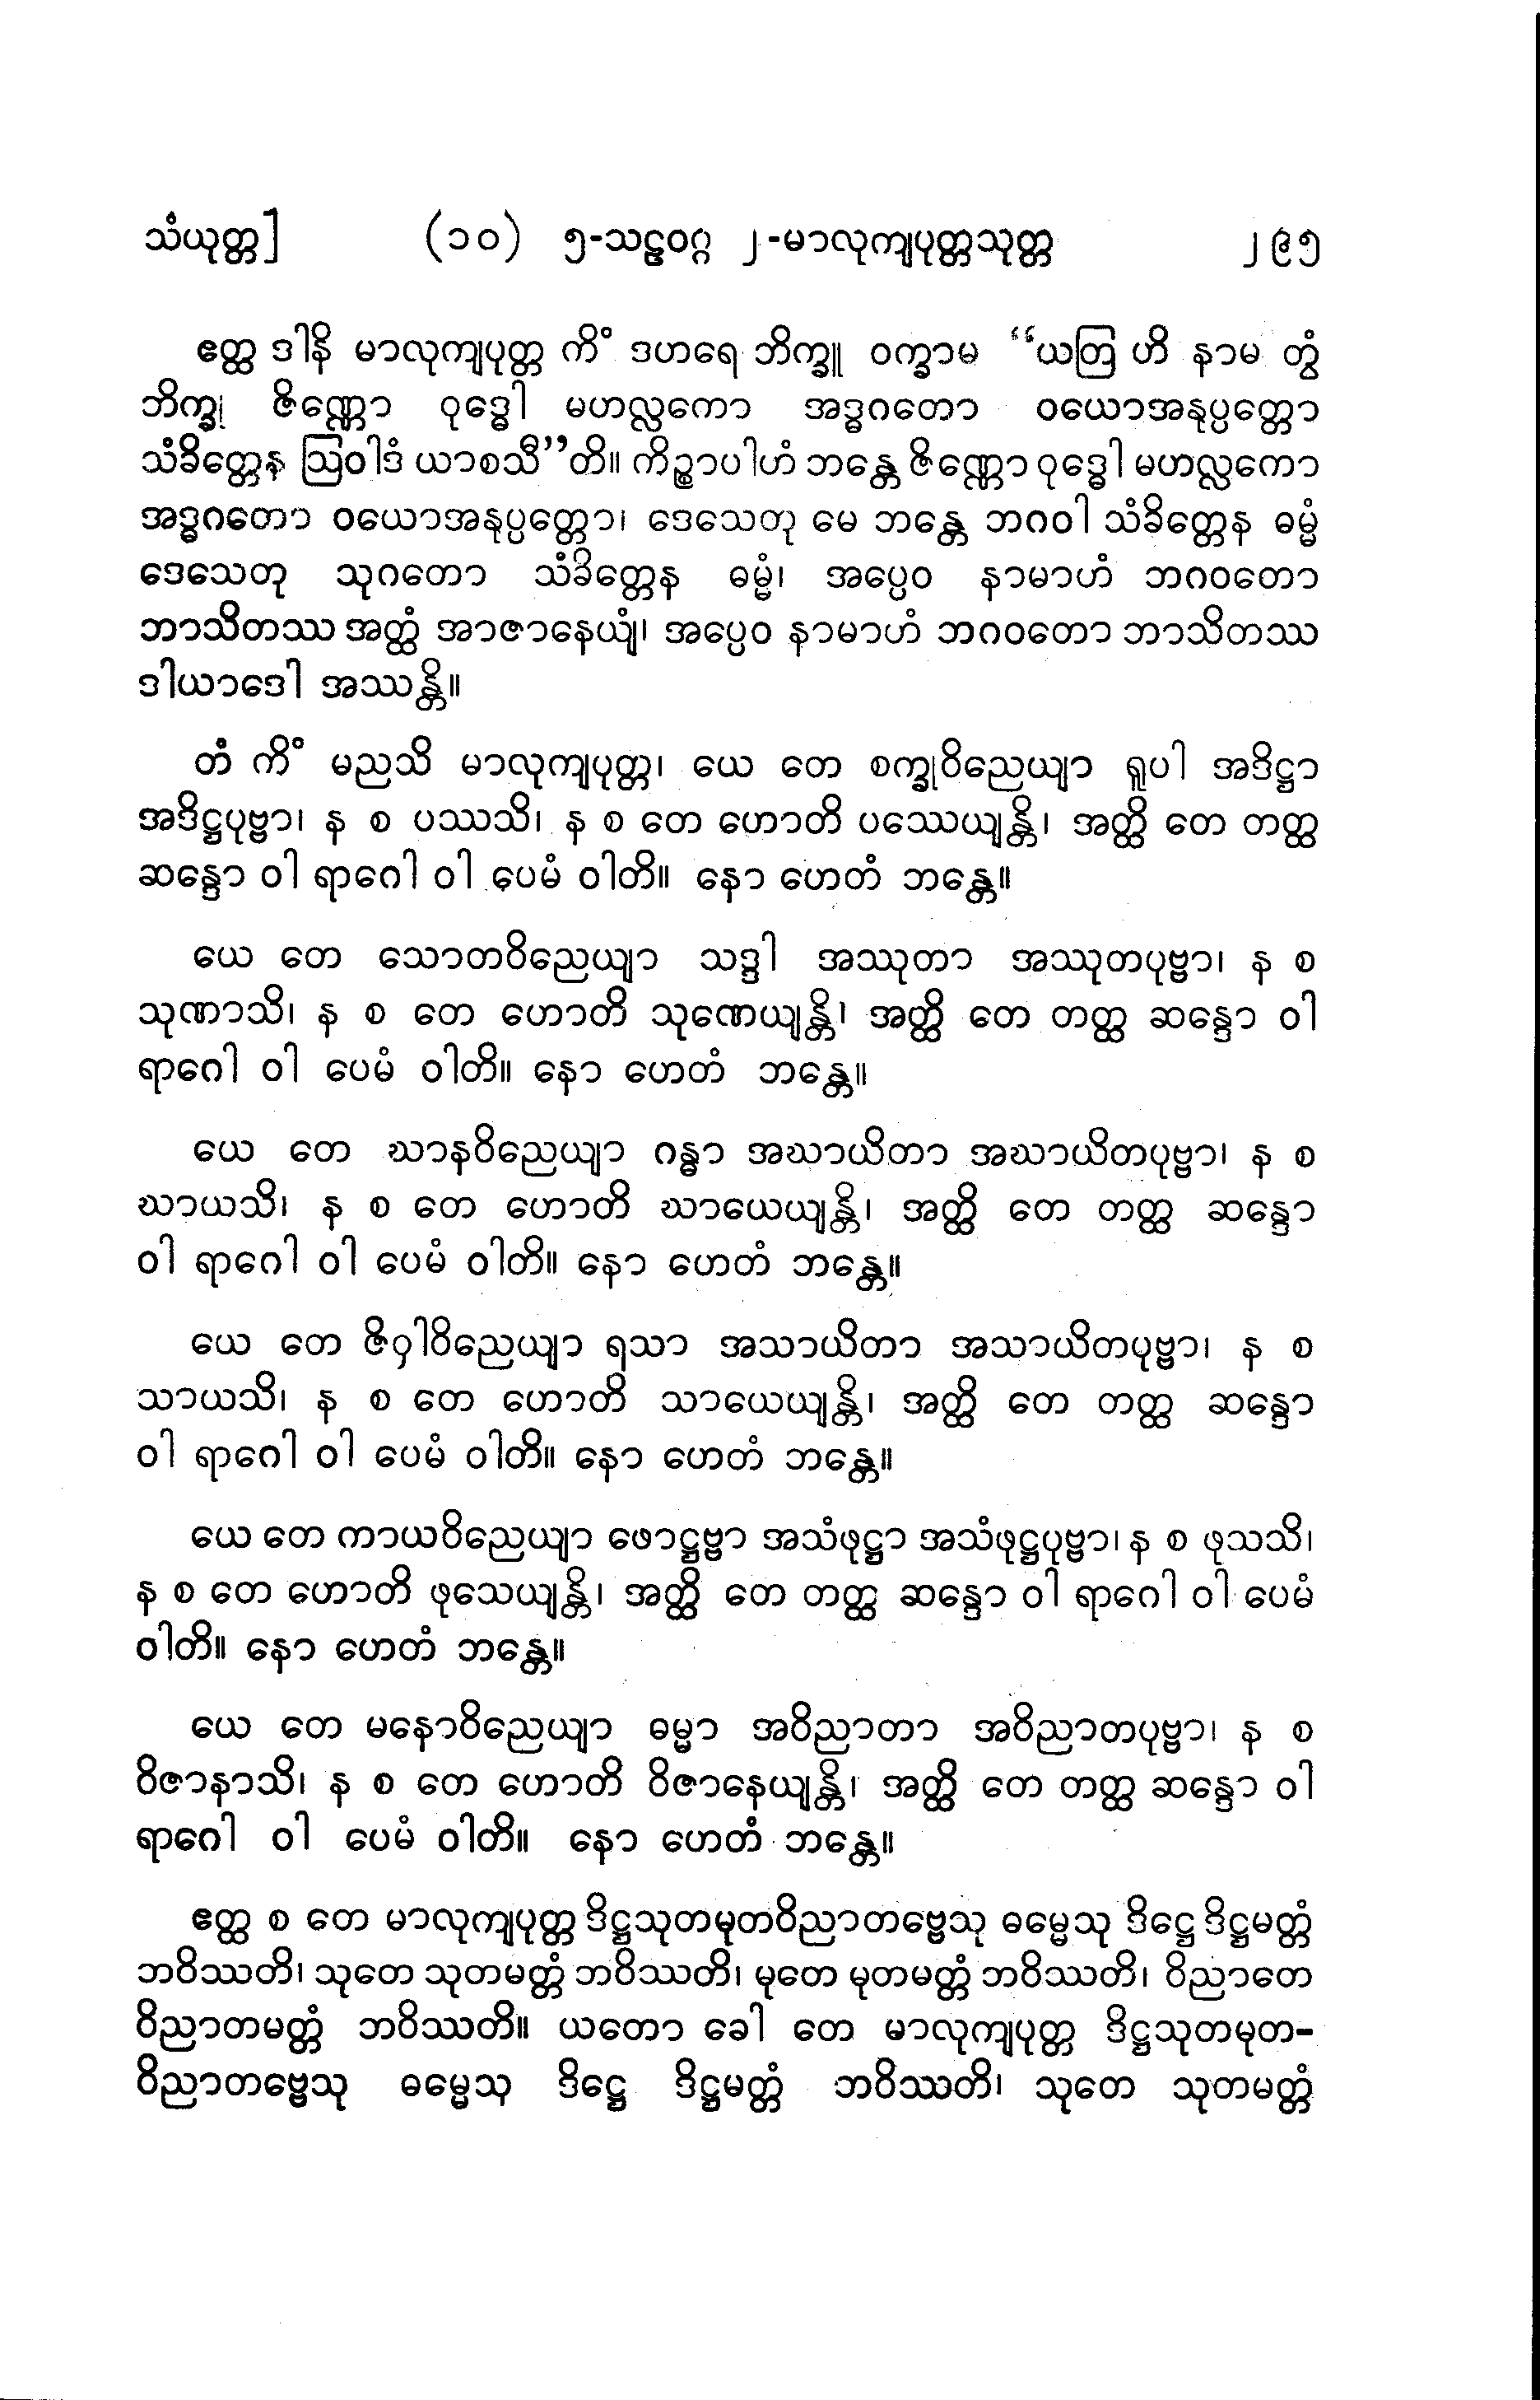 သံယုတ္တ] (၁၀) ၅-သဠဝဂ္ဂ ၂-မာလုကျပုတ္တသုတ္တ ၂၉၅
ဧတ္ထ ဒါနိ မာလုကျပုတ္တ ကိံ ဒဟရေ ဘိက္ခူ ဝက္ခာမ “ယတြ ဟိ နာမ တွံ
ဘိက္ခု ဇိဏ္ဏော ဝုဒ္ဓေါ မဟလ္လကော အဒ္ဓဂတော ဝယောအနုပ္ပတ္တော
သံခိတ္တေန ဩဝါဒံ ယာစသီ”တိ။ ကိဉ္စာပါဟံ ဘန္တေ ဇိဏ္ဏော ဝုဒ္ဓေါ မဟလ္လကော
အဒ္ဓဂတော ဝယောအနုပ္ပတ္တော၊ ဒေသေတု မေ ဘန္တေ ဘဂဝါ သံခိတ္တေန ဓမ္မံ
ဒေသေတု သုဂတော သံခိတ္တေန ဓမ္မံ၊ အပ္ပေဝ နာမာဟံ ဘဂဝတော
ဘာသိတဿ အတ္ထံ အာဇာနေယျံ၊ အပ္ပေဝ နာမာဟံ ဘဂဝတော ဘာသိတဿ
ဒါယာဒေါ အဿန္တိ။
တံ ကိံ မညသိ မာလုကျပုတ္တ၊ ယေ တေ စက္ခုဝိညေယျာ ရူပါ အဒိဋ္ဌာ
အဒိဋ္ဌပုဗ္ဗာ၊ န စ ပဿသိ၊ န စ တေ ဟောတိ ပဿေယျန္တိ၊ အတ္ထိ တေ တတ္ထ
ဆန္ဒော ဝါ ရာဂေါ ဝါ ပေမံ ဝါတိ။ နော ဟေတံ ဘန္တေ။
ယေ တေ သောတဝိညေယျာ သဒ္ဒါ အဿုတာ အဿုတပုဗ္ဗာ၊ န စ
သုဏာသိ၊ န စ တေ ဟောတိ သုဏေယျန္တိ၊ အတ္ထိ တေ တတ္ထ ဆန္ဒော ဝါ
ရာဂေါ ဝါ ပေမံ ဝါတိ။ နော ဟေတံ ဘန္တေ။
ယေ တေ ဃာနဝိညေယျာ ဂန္ဓာ အဃာယိတာ အဃာယိတပုဗ္ဗာ၊ န စ
ဃာယသိ၊ န စ တေ ဟောတိ ဃာယေယျန္တိ၊ အတ္ထိ တေ တတ္ထ ဆန္ဒော
ဝါ ရာဂေါ ဝါ ပေမံ ဝါတိ။ နော ဟေတံ ဘန္တေ။
ယေ တေ ဇိဝှါဝိညေယျာ ရသာ အသာယိတာ အသာယိတပုဗ္ဗာ၊ န စ
သာယသိ၊ န စ တေ ဟောတိ သာယေယျန္တိ၊ အတ္ထိ တေ တတ္ထ ဆန္ဒော
ဝါ ရာဂေါ ဝါ ပေမံ ဝါတိ။ နော ဟေတံ ဘန္တေ။
ယေ တေ ကာယဝိညေယျာ ဖောဋ္ဌဗ္ဗာ အသံဖုဋ္ဌာ အသံဖုဋ္ဌပုဗ္ဗာ၊ န စ ဖုသသိ၊
န စ တေ ဟောတိ ဖုသေယျန္တိ၊ အတ္ထိ တေ တတ္ထ ဆန္ဒော ဝါ ရာဂေါ ဝါ ပေမံ
ဝါတိ။ နော ဟေတံ ဘန္တေ။
ယေ တေ မနောဝိညေယျာ ဓမ္မာ အဝိညာတာ အဝိညာတပုဗ္ဗာ၊ န စ
ဝိဇာနာသိ၊ န စ တေ ဟောတိ ဝိဇာနေယျန္တိ၊ အတ္ထိ တေ တတ္ထ ဆန္ဒော ဝါ
ရာဂေါ ဝါ ပေမံ ဝါတိ။ နော ဟေတံ ဘန္တေ။
ဧတ္ထ စ တေ မာလုကျပုတ္တ ဒိဋ္ဌသုတမုတဝိညာတဗ္ဗေသု ဓမ္မေသု ဒိဋ္ဌေ ဒိဋ္ဌမတ္တံ
ဘဝိဿတိ၊ သုတေ သုတမတ္တံ ဘဝိဿတိ၊ မုတေ မုတမတ္တံ ဘဝိဿတိ၊ ဝိညာတေ
ဝိညာတမတ္တံ ဘဝိဿတိ။ ယတော ခေါ တေ မာလုကျပုတ္တ ဒိဋ္ဌသုတမုတ-
ဝိညာတဗ္ဗေသု ဓမ္မေသု ဒိဋ္ဌေ ဒိဋ္ဌမတ္တံ ဘဝိဿတိ၊ သုတေ သုတမတ္တံ